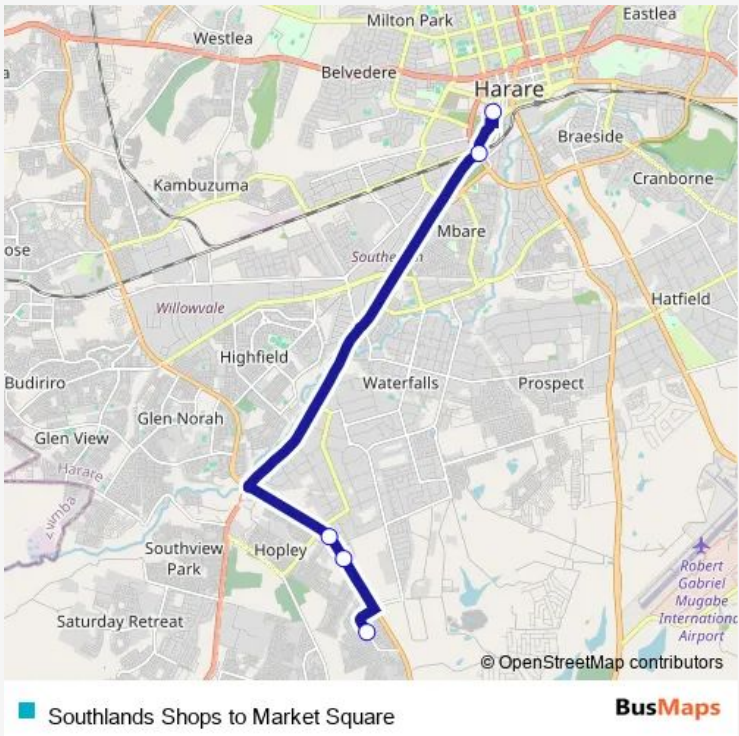 Milton Park
Eastlea
Westlea
Belvedere
Harare
Braeside
Kambuzuma
Cranborne
Mbare
ose
Willowvale
Hatfield
Highfield
Budiriro
Waterfalls
Prospect
Glen Norah
Glen View
Harare
Zvimba
Southview
Park
Hopley
Robert
Gabriel
Mugabe
Internationa
Airport
Saturday Retreat
© OpenStreetMap contributors
Southlands Shops to Market Square
BusMaps